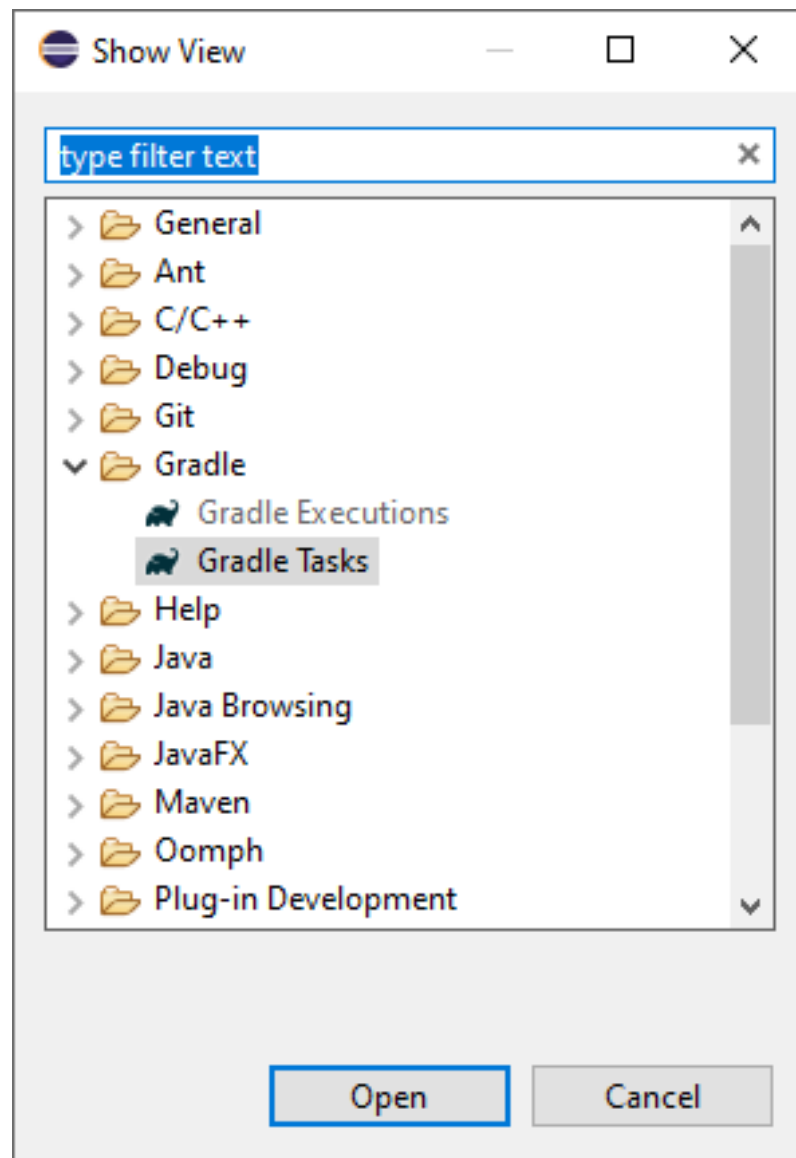 Show View
type filter text
General
Ant
C/C++
Debug
Git
Gradle
Gradle Executions
Gradle Tasks
Help
Java
Java Browsing
JavaFX
Maven
Oomph
Plug-in Development
Open Cancel